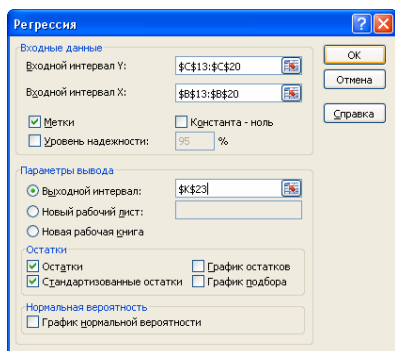 Регрессия
Входные данные
Входной интервал Y: $C$13:$C$20
Входной интервал X: $B$13:$B$20
Метки Константа - ноль
Уровень надежности: 95 %
ОК
Отмена
Справка
Параметры вывода
Выходной интервал: $K$23
Новый рабочий лист:
Новая рабочая книга
Остатки
Остатки График остатков
Стандартизованные остатки График подбора
Нормальная вероятность
График нормальной вероятности